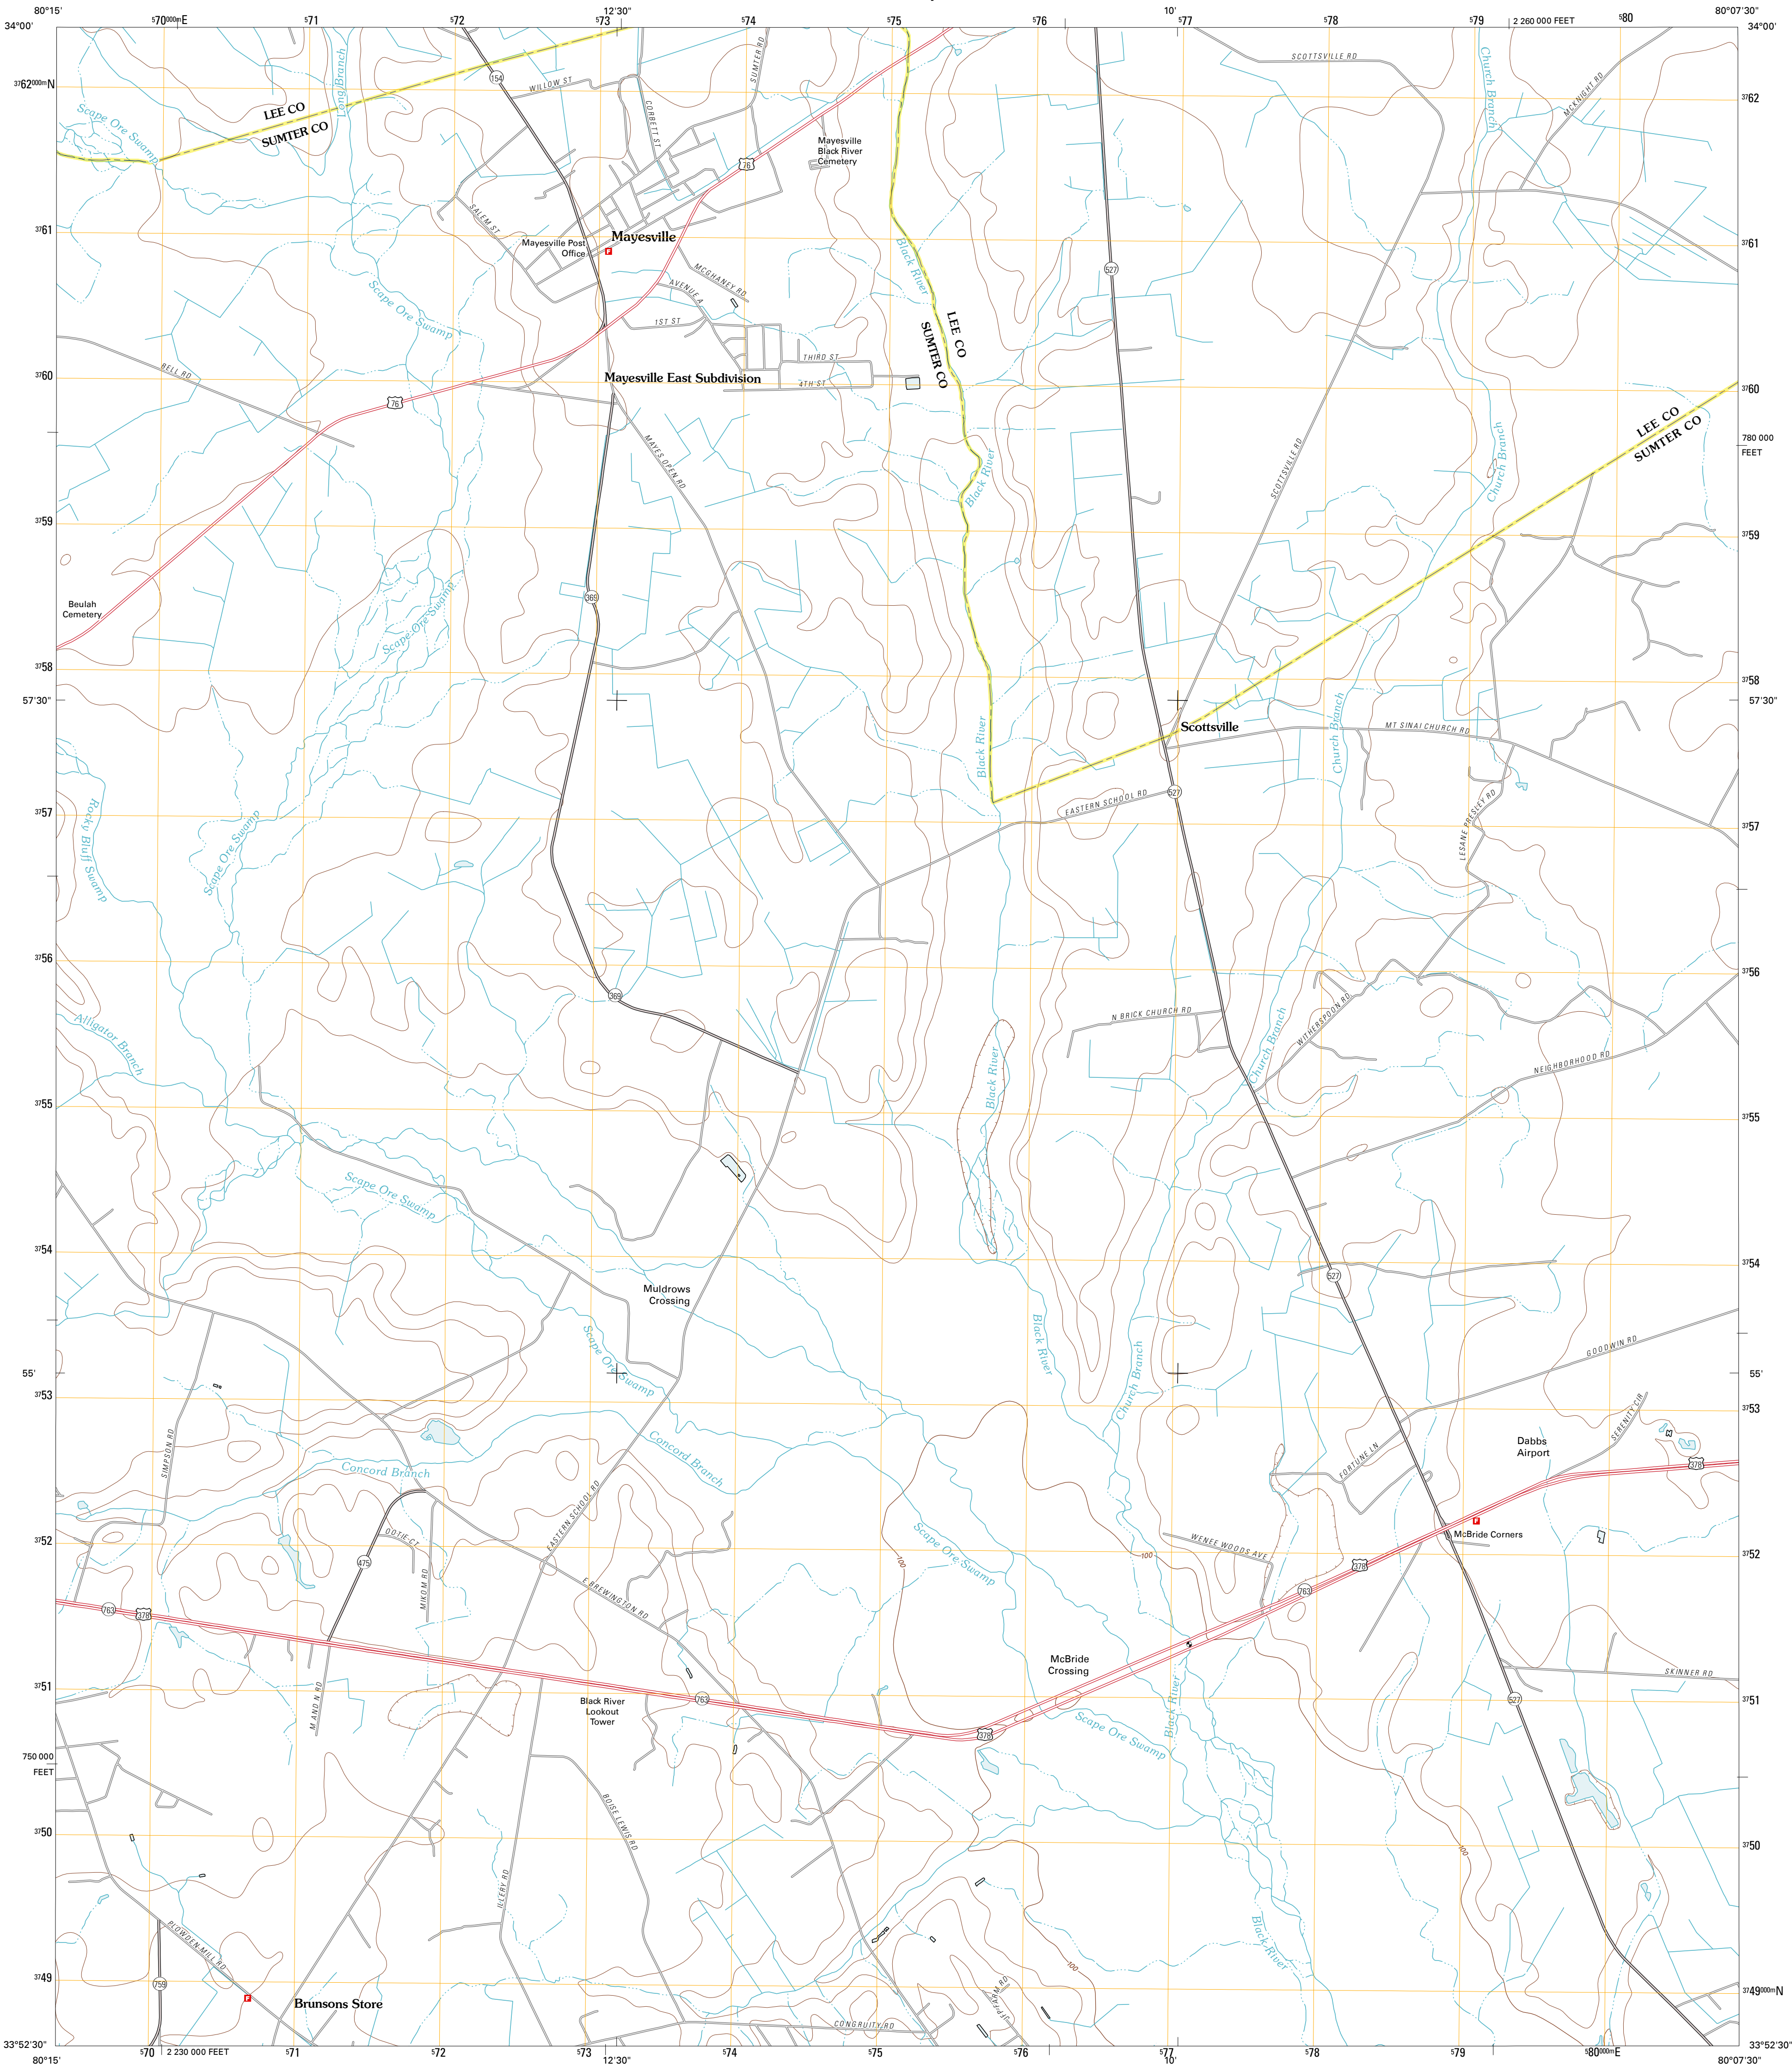 80°15'
⁵70⁰⁰⁰ᵐE
⁵71
⁵72
12'30"
⁵73
⁵74
⁵75
⁵76
10'
⁵77
⁵78
⁵79
2 260 000 FEET
⁵80
80°07'30"
34°00'
34°00'
³⁷62⁰⁰⁰ᵐN
³⁷62
Long Branch
154
WILLOW ST
SUMTER RD
SCOTTSVILLE RD
Church Branch
MCKNIGHT RD
Scape Ore Swamp
LEE CO
SUMTER CO
CORBETT ST
Mayesville
Black River
Cemetery
76
SALEM ST
³⁷61
³⁷61
Mayesville Post
Office
Mayesville
F
Black River
527
MCGHANEY RD
AVENUE A
Scape Ore Swamp
1ST ST
LEE CO
SUMTER CO
THIRD ST
4TH ST
BELL RD
³⁷60
³⁷60
Mayesville East Subdivision
76
LEE CO
SUMTER CO
780 000
FEET
MAYES OPEN RD
Black River
SCOTTSVILLE RD
Church Branch
³⁷59
³⁷59
Beulah
Cemetery
369
Scape Ore Swamp
³⁷58
³⁷58
57'30"
57'30"
Black River
Scottsville
Church Branch
MT SINAI CHURCH RD
Rocky Bluff Swamp
Scape Ore Swamp
EASTERN SCHOOL RD
527
LESANE PRESLEY RD
³⁷57
³⁷57
³⁷56
³⁷56
369
Alligator Branch
N BRICK CHURCH RD
WITHERSPOON RD
Church Branch
Black River
NEIGHBORHOOD RD
³⁷55
³⁷55
Scape Ore Swamp
³⁷54
³⁷54
527
Muldrows
Crossing
Scape Ore Swamp
Black River
Church Branch
GOODWIN RD
55'
55'
³⁷53
³⁷53
SIMPSON RD
Concord Branch
Concord Branch
FORTUNE LN
Dabbs
Airport
SERENITY CIR
378
EASTERN SCHOOL RD
Scape Ore Swamp
F
McBride Corners
OOTIE CT
³⁷52
³⁷52
475
MIKOM RD
100
100
WENEE WOODS AVE
378
763
E BREWINGTON RD
763
378
McBride
Crossing
³⁷51
³⁷51
M AND N RD
Black River
Lookout
Tower
763
378
Scape Ore Swamp
Black River
527
SKINNER RD
750 000
FEET
BOISE LEWIS RD
³⁷50
³⁷50
100
ILLERY RD
PLOWDEN MILL RD
Black River
³⁷49
³⁷49⁰⁰⁰ᵐN
759
F
Brunsons Store
100
CONGRUITY RD
33°52'30"
33°52'30"
80°15'
⁵70
2 230 000 FEET
⁵71
⁵72
⁵73
12'30"
⁵74
⁵75
⁵76
⁵77
10'
⁵78
⁵79
⁵80⁰⁰⁰ᵐE
80°07'30"